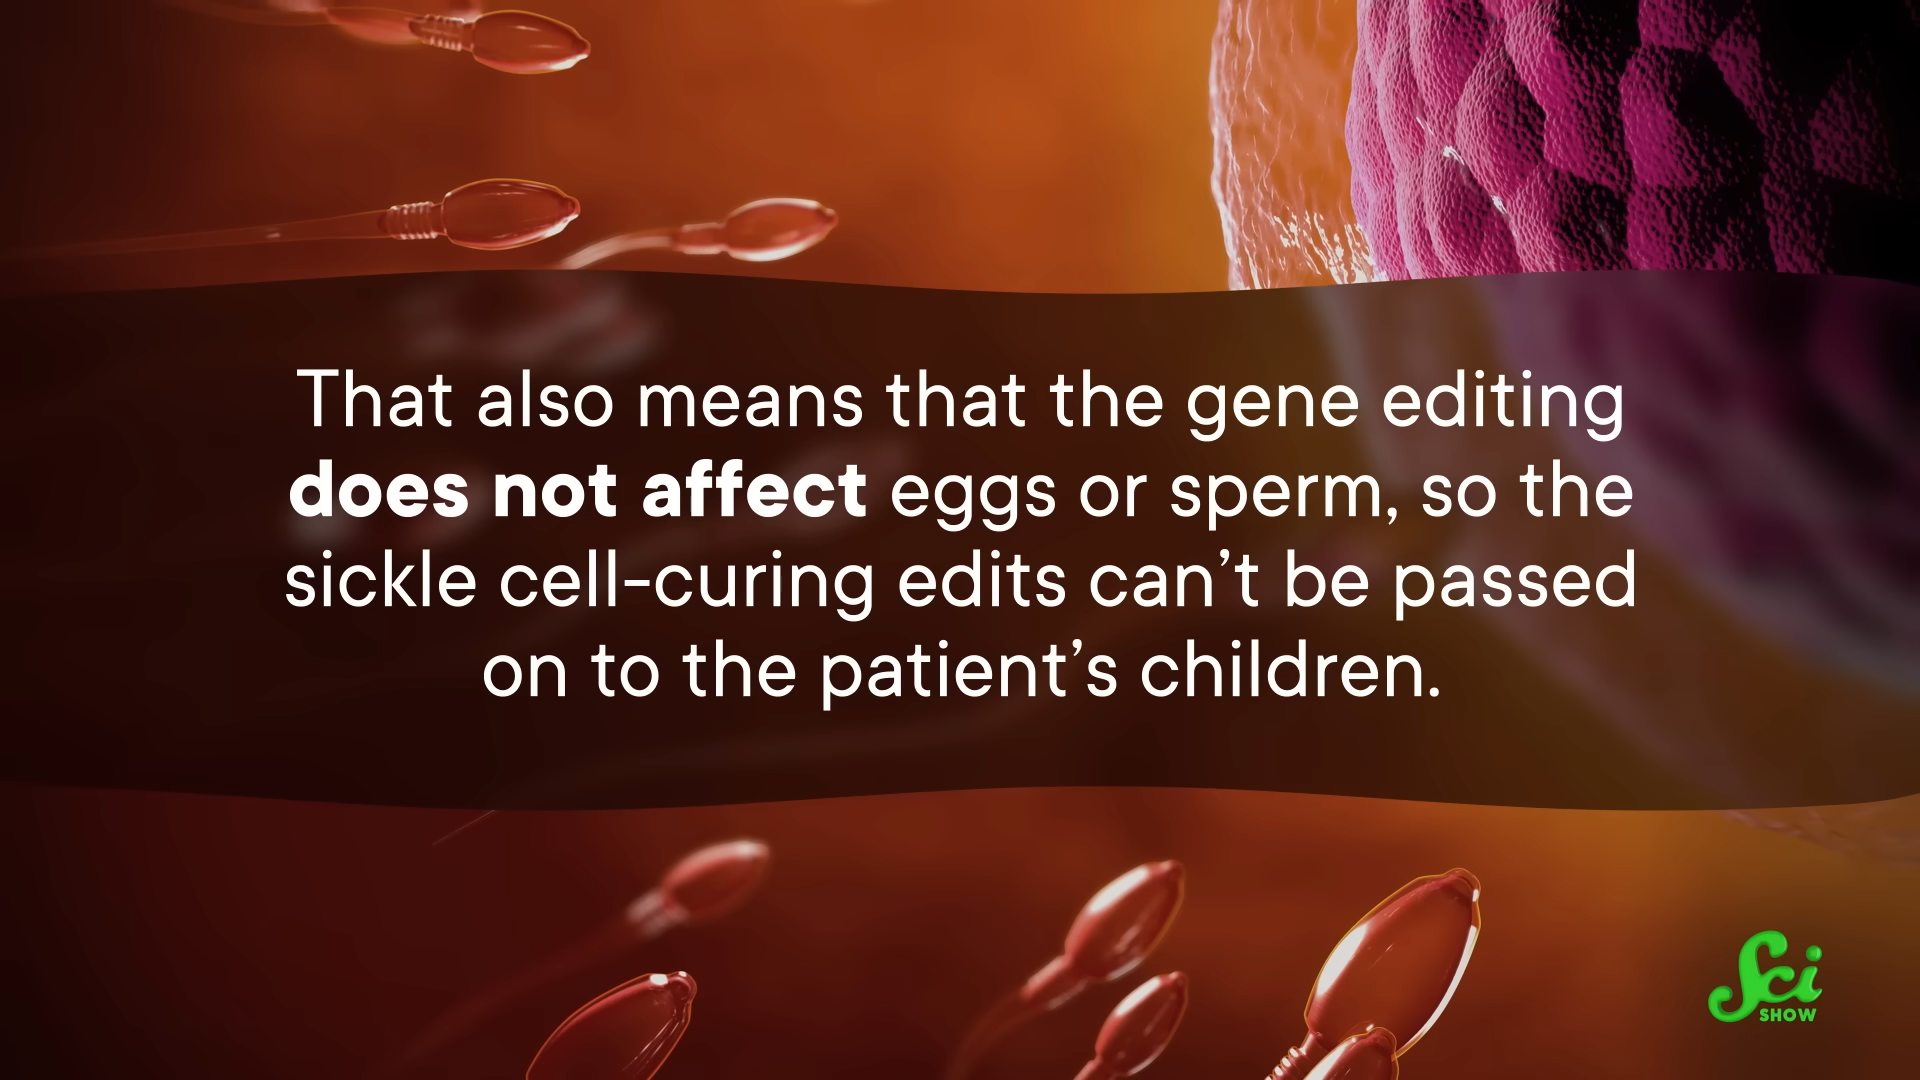 That also means that the gene editing
does not affect eggs or sperm, so the
sickle cell-curing edits can’t be passed
on to the patient’s children.
Sci
SHOW